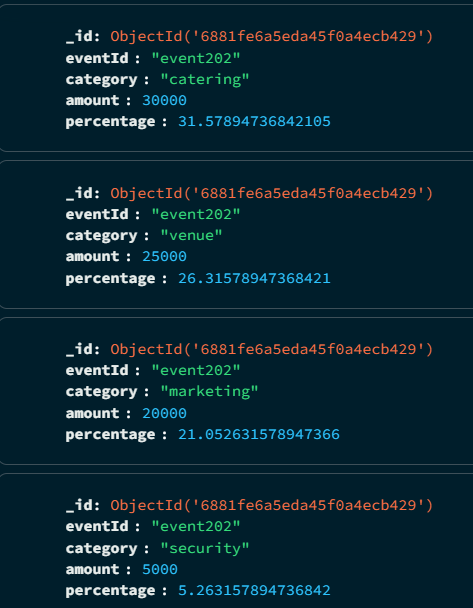 _id: ObjectId('6881fe6a5eda45f0a4ecb429')
eventId : "event202"
category : "catering"
amount : 30000
percentage : 31.57894736842105
_id: ObjectId('6881fe6a5eda45f0a4ecb429')
eventId : "event202"
category : "venue"
amount : 25000
percentage : 26.31578947368421
_id: ObjectId('6881fe6a5eda45f0a4ecb429')
eventId : "event202"
category : "marketing"
amount : 20000
percentage : 21.052631578947366
_id: ObjectId('6881fe6a5eda45f0a4ecb429')
eventId : "event202"
category : "security"
amount : 5000
percentage : 5.263157894736842